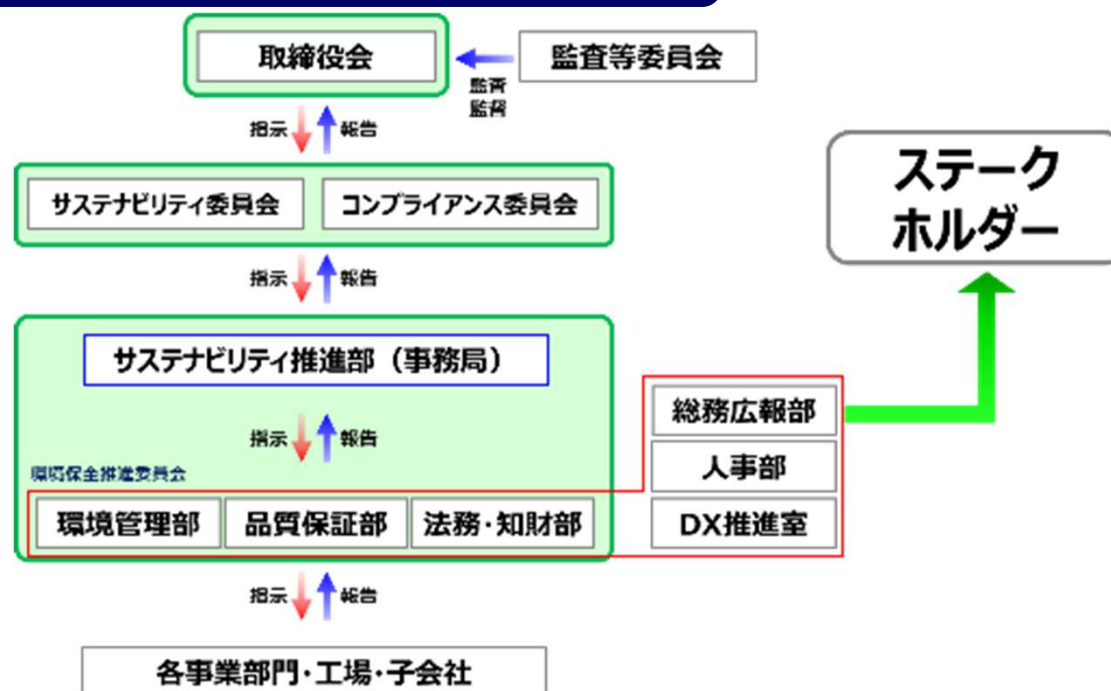 取締役会
監査等委員会
監査
監督
指示
報告
サステナビリティ委員会
コンプライアンス委員会
指示
報告
ステーク
ホルダー
サステナビリティ推進部（事務局）
総務広報部
指示
報告
人事部
環境保全推進委員会
環境管理部
品質保証部
法務・知財部
DX推進室
指示
報告
各事業部門・工場・子会社